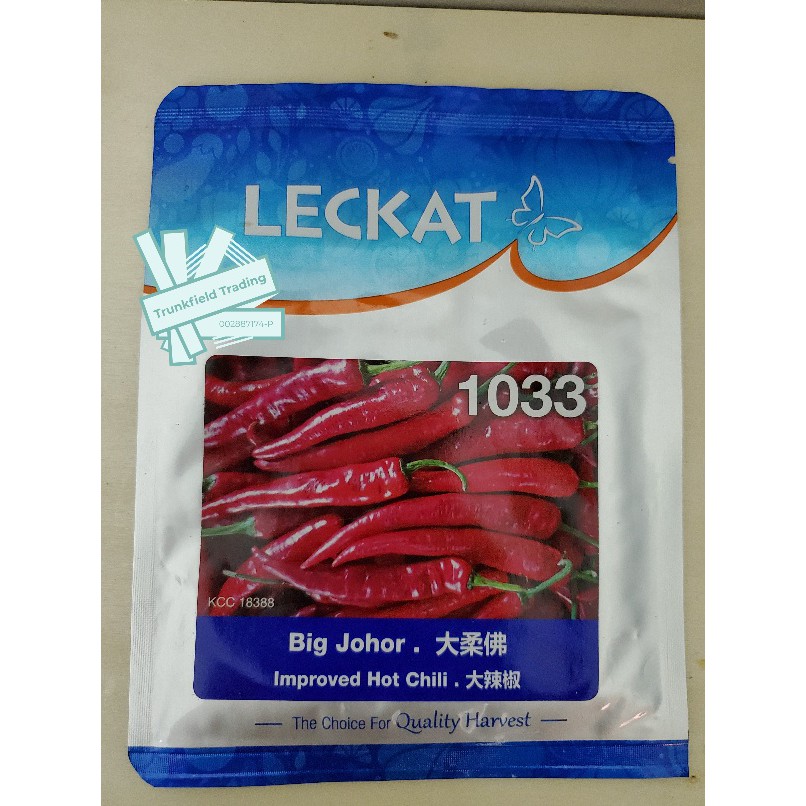 LECKAT
Trunkfield Trading
002887174-P
1033
KCC 18388
Big Johor . 大柔佛
Improved Hot Chili . 大辣椒
The Choice For Quality Harvest